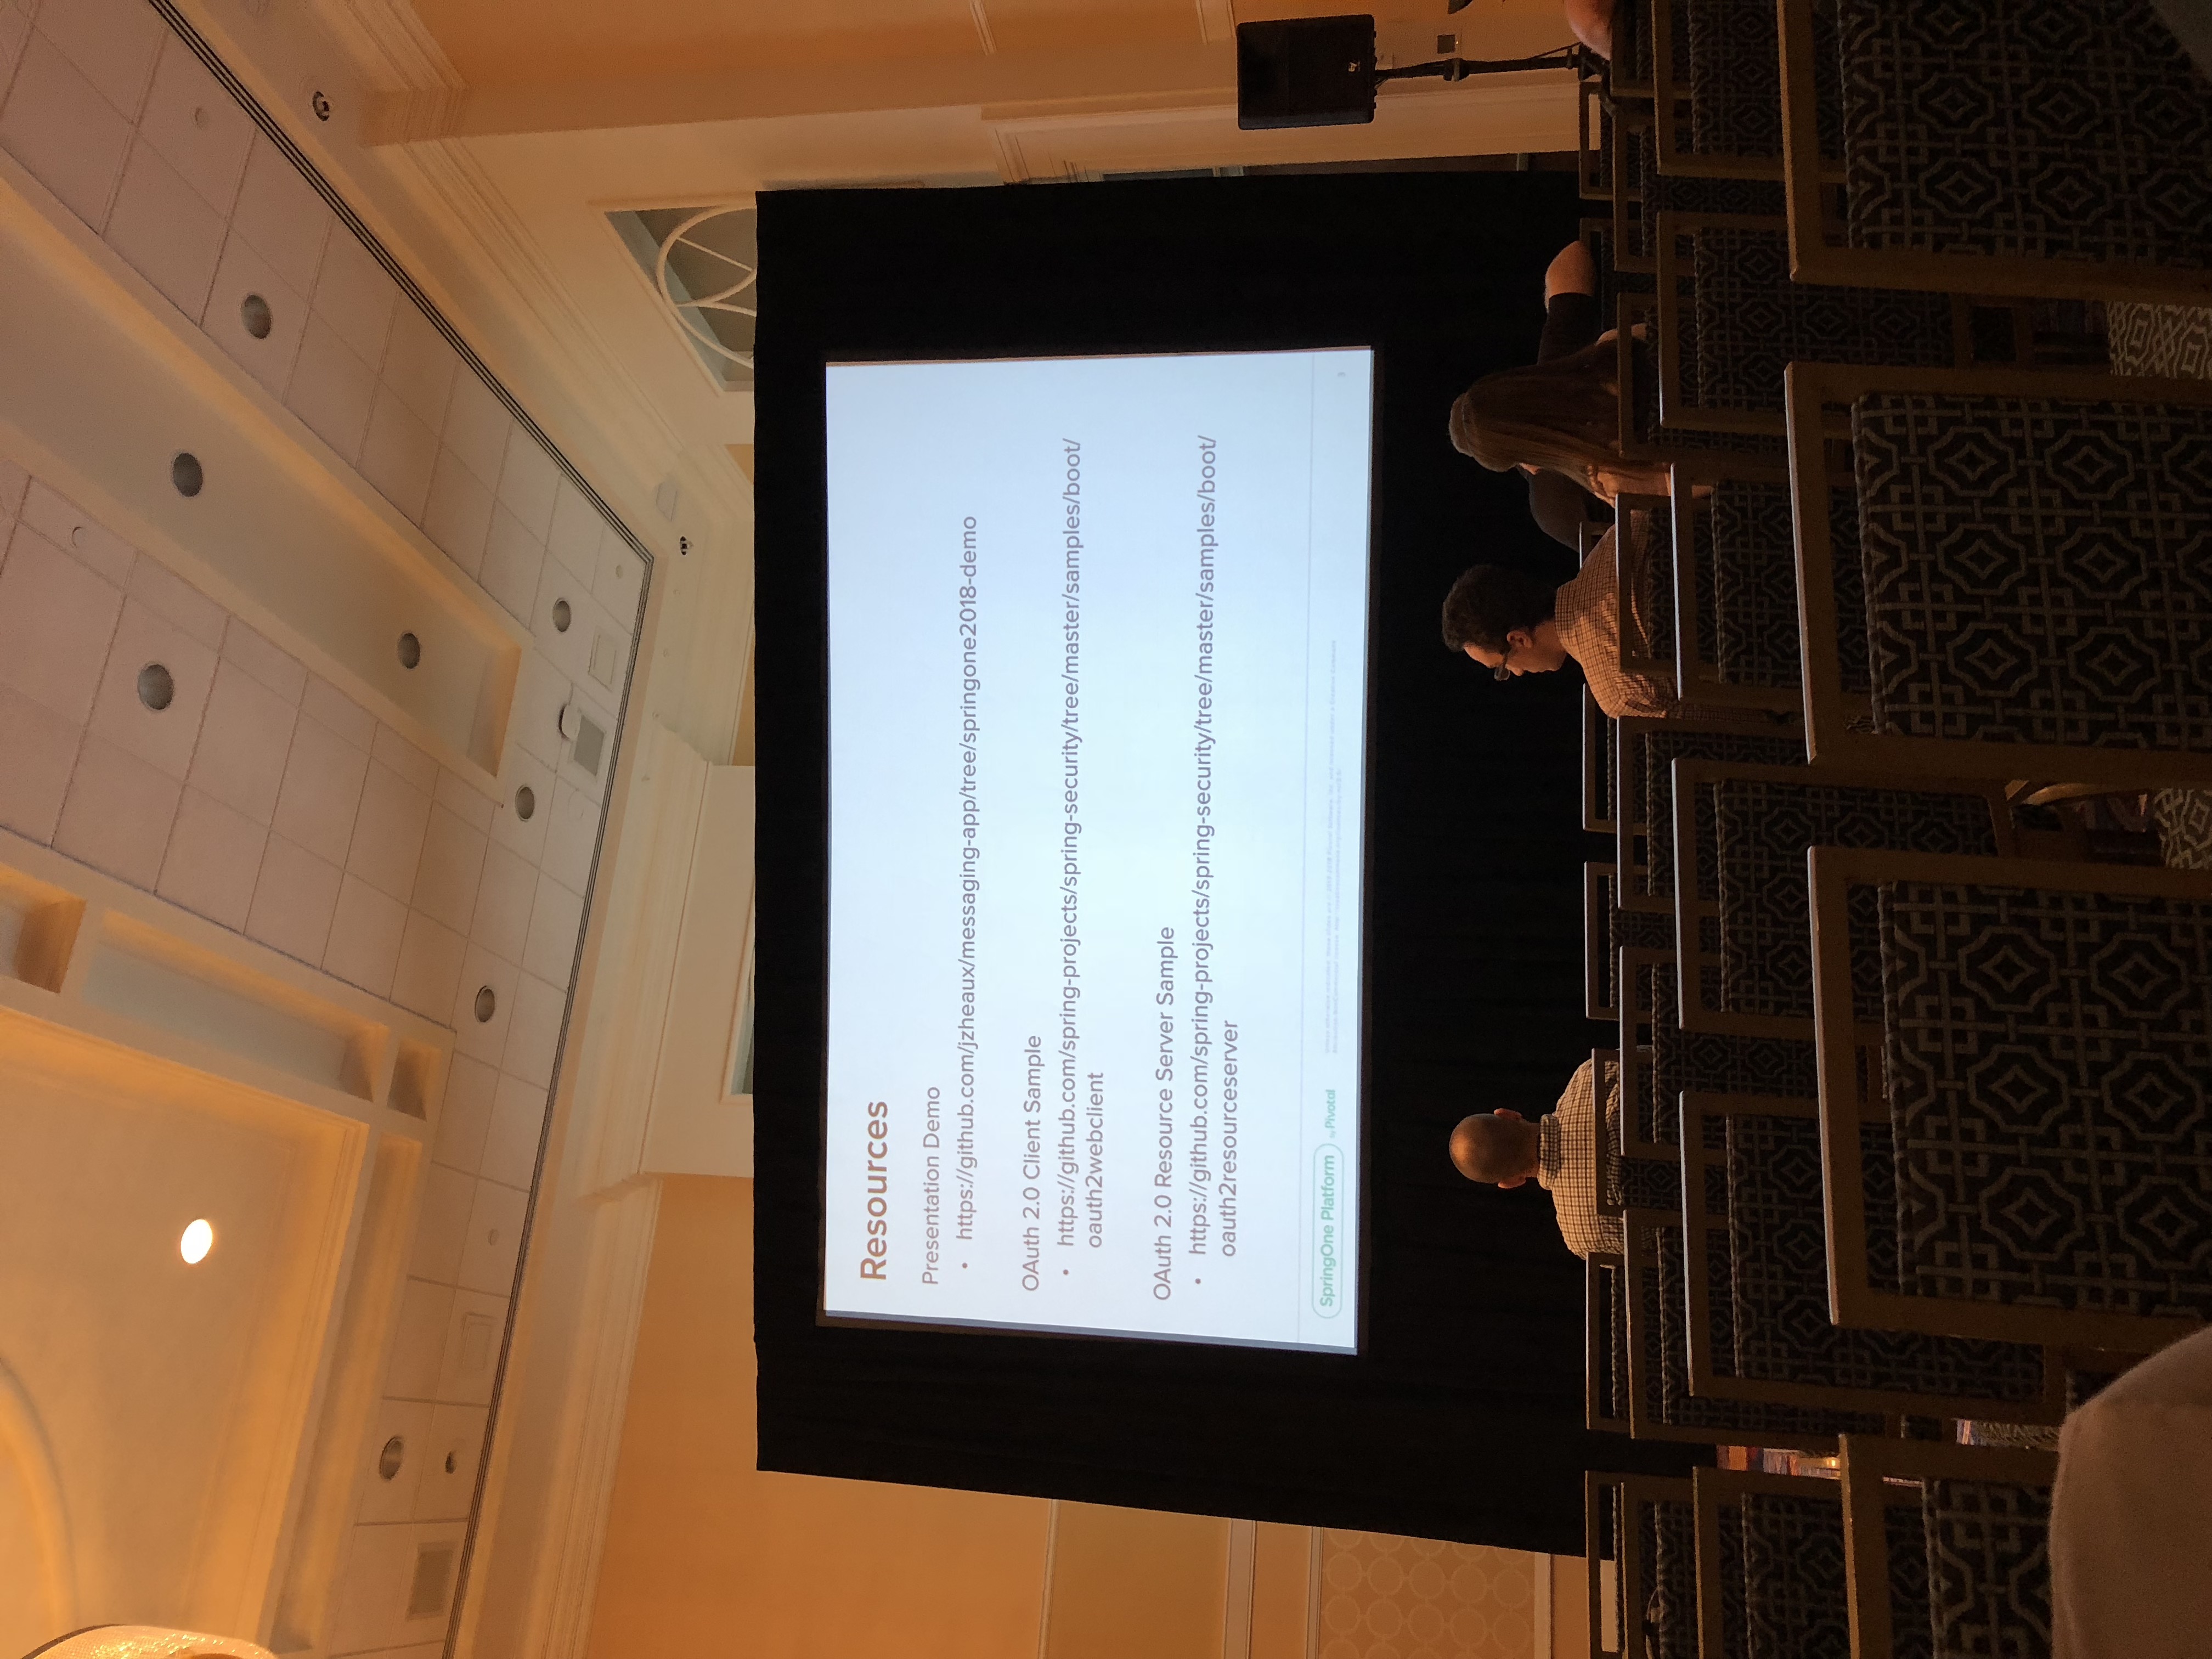 Resources
Presentation Demo
• https://github.com/jzheaux/messaging-app/tree/springone2018-demo
OAuth 2.0 Client Sample
• https://github.com/spring-projects/spring-security/tree/master/samples/boot/
oauth2webclient
OAuth 2.0 Resource Server Sample
• https://github.com/spring-projects/spring-security/tree/master/samples/boot/
oauth2resourceserver
SpringOne Platform by Pivotal
3
EV